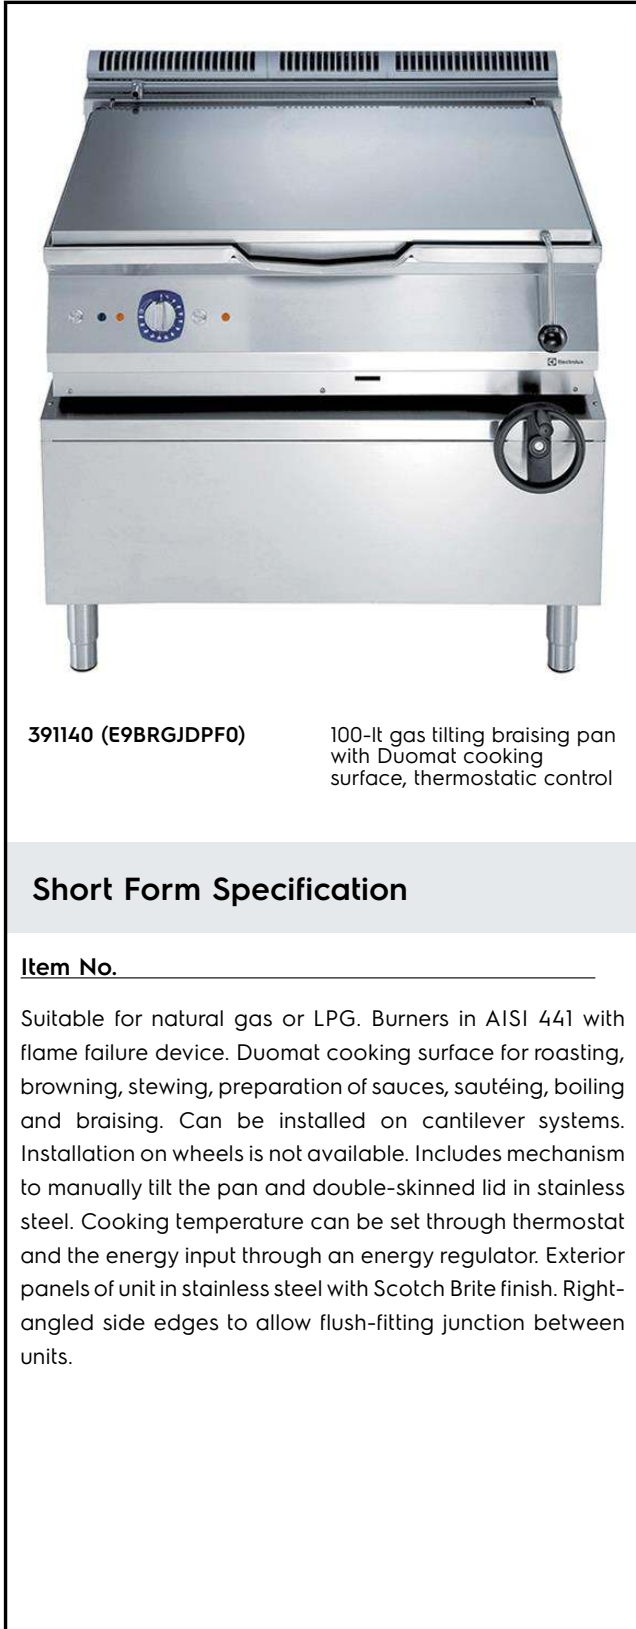 Electrolux
391140 (E9BRGJDPF0)
100-lt gas tilting braising pan
with Duomat cooking
surface, thermostatic control
Short Form Specification
Item No.
Suitable for natural gas or LPG. Burners in AISI 441 with
flame failure device. Duomat cooking surface for roasting,
browning, stewing, preparation of sauces, sautéing, boiling
and braising. Can be installed on cantilever systems.
Installation on wheels is not available. Includes mechanism
to manually tilt the pan and double-skinned lid in stainless
steel. Cooking temperature can be set through thermostat
and the energy input through an energy regulator. Exterior
panels of unit in stainless steel with Scotch Brite finish. Right-
angled side edges to allow flush-fitting junction between
units.